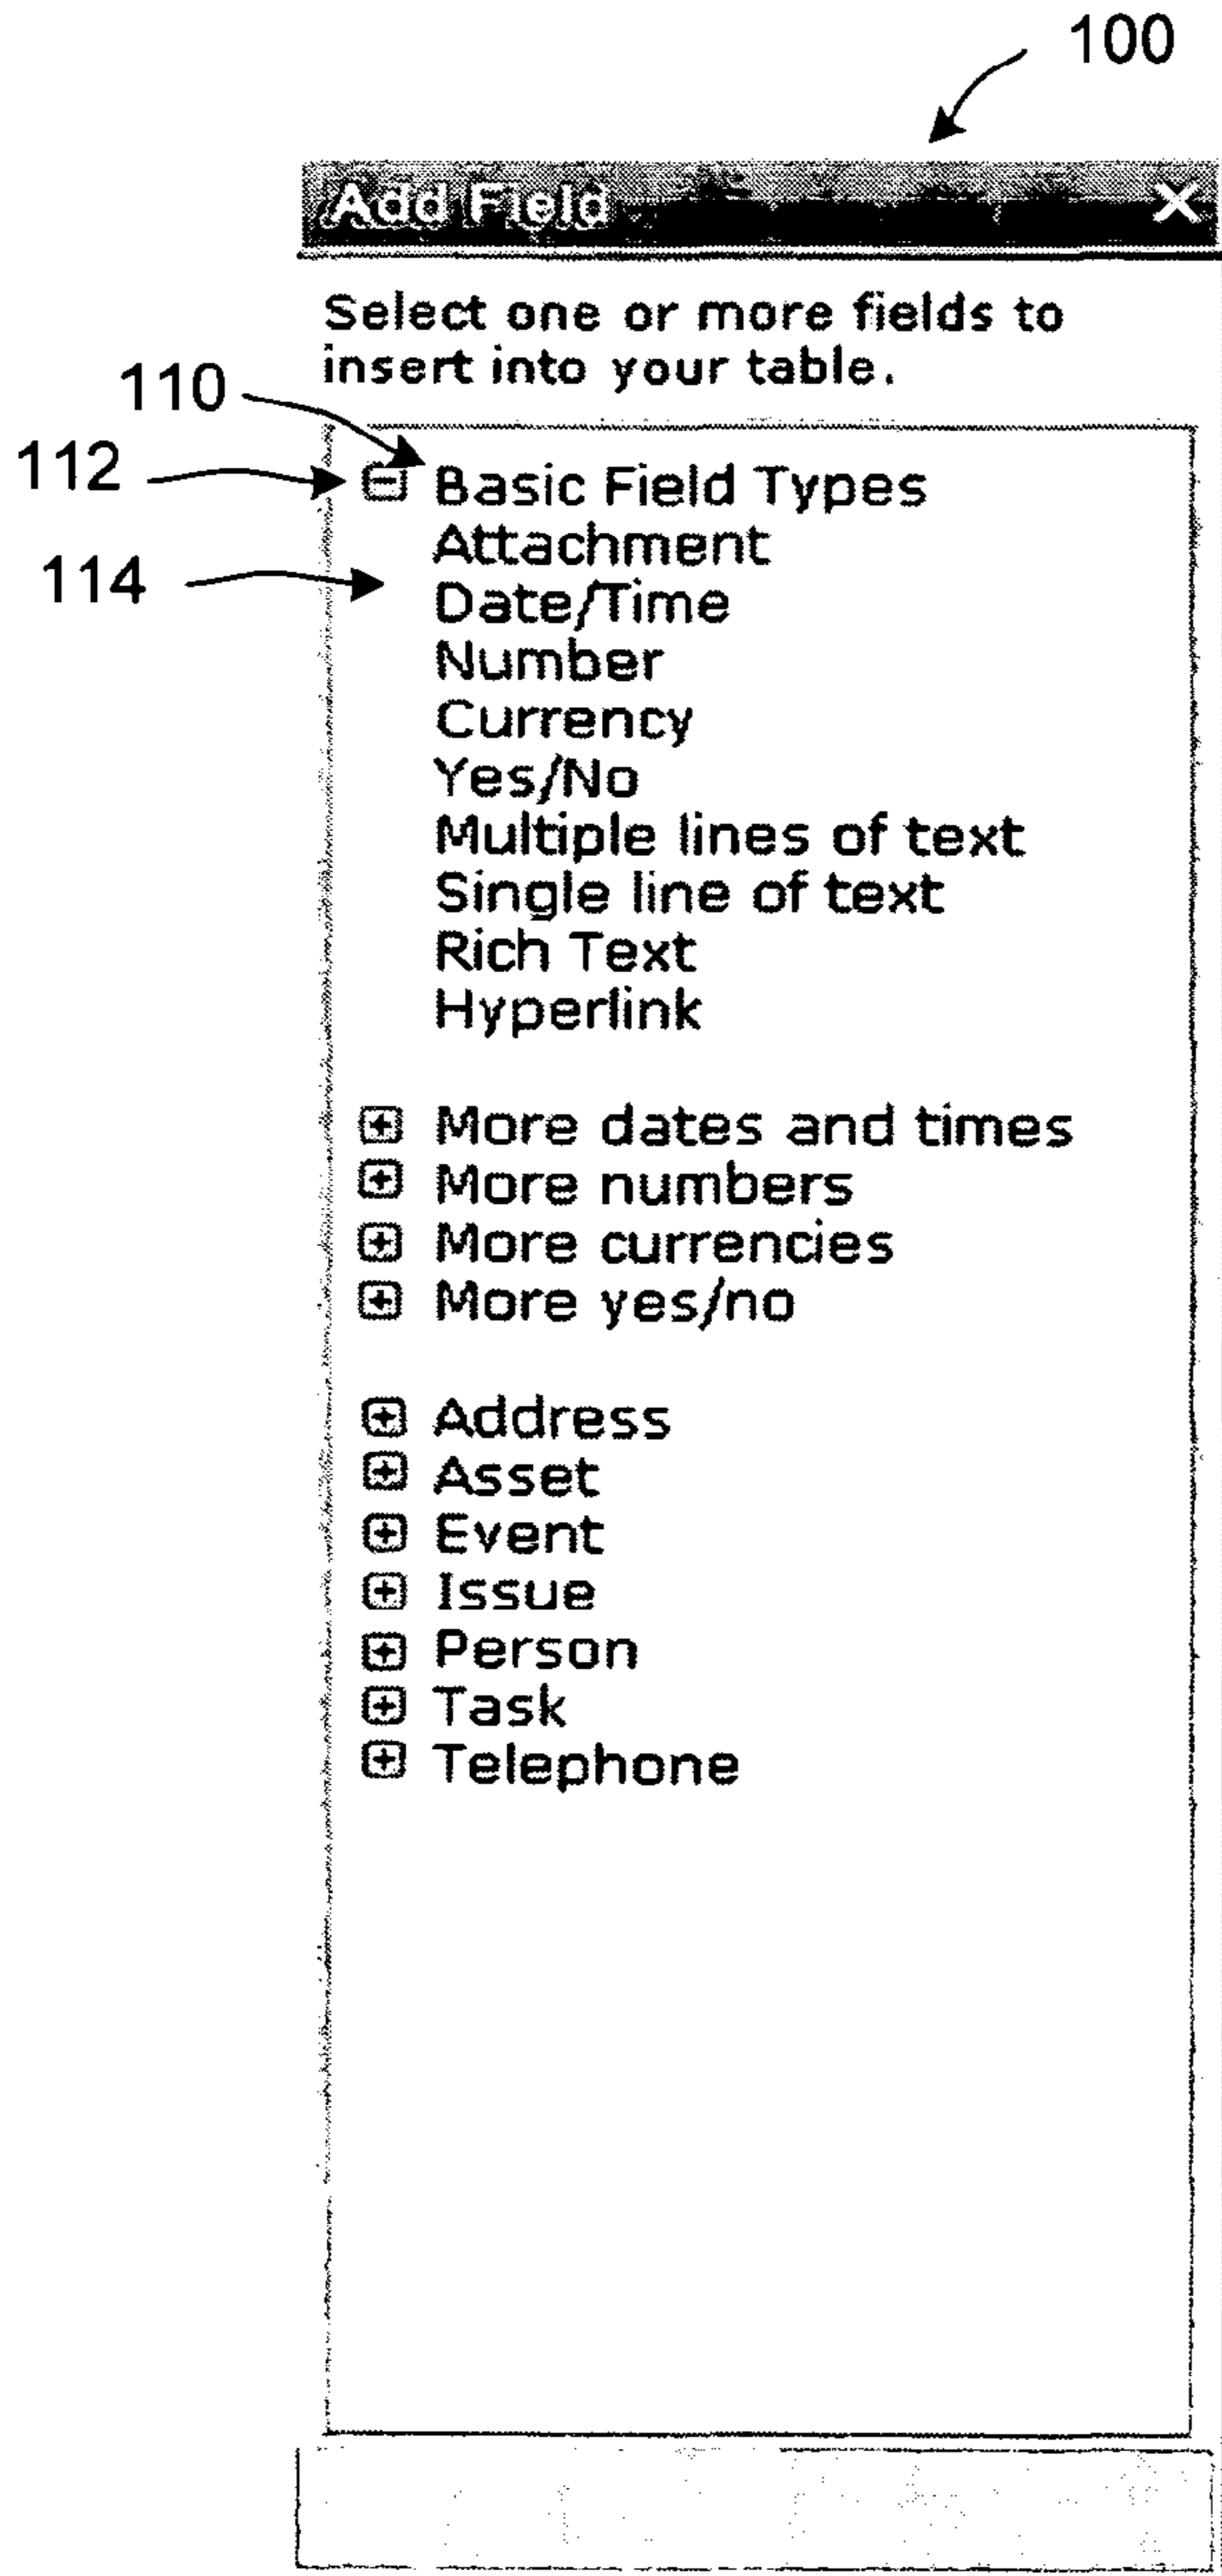 100
Add Field
Select one or more fields to
insert into your table.
110
112
Basic Field Types
Attachment
114
Date/Time
Number
Currency
Yes/No
Multiple lines of text
Single line of text
Rich Text
Hyperlink
More dates and times
More numbers
More currencies
More yes/no
Address
Asset
Event
Issue
Person
Task
Telephone